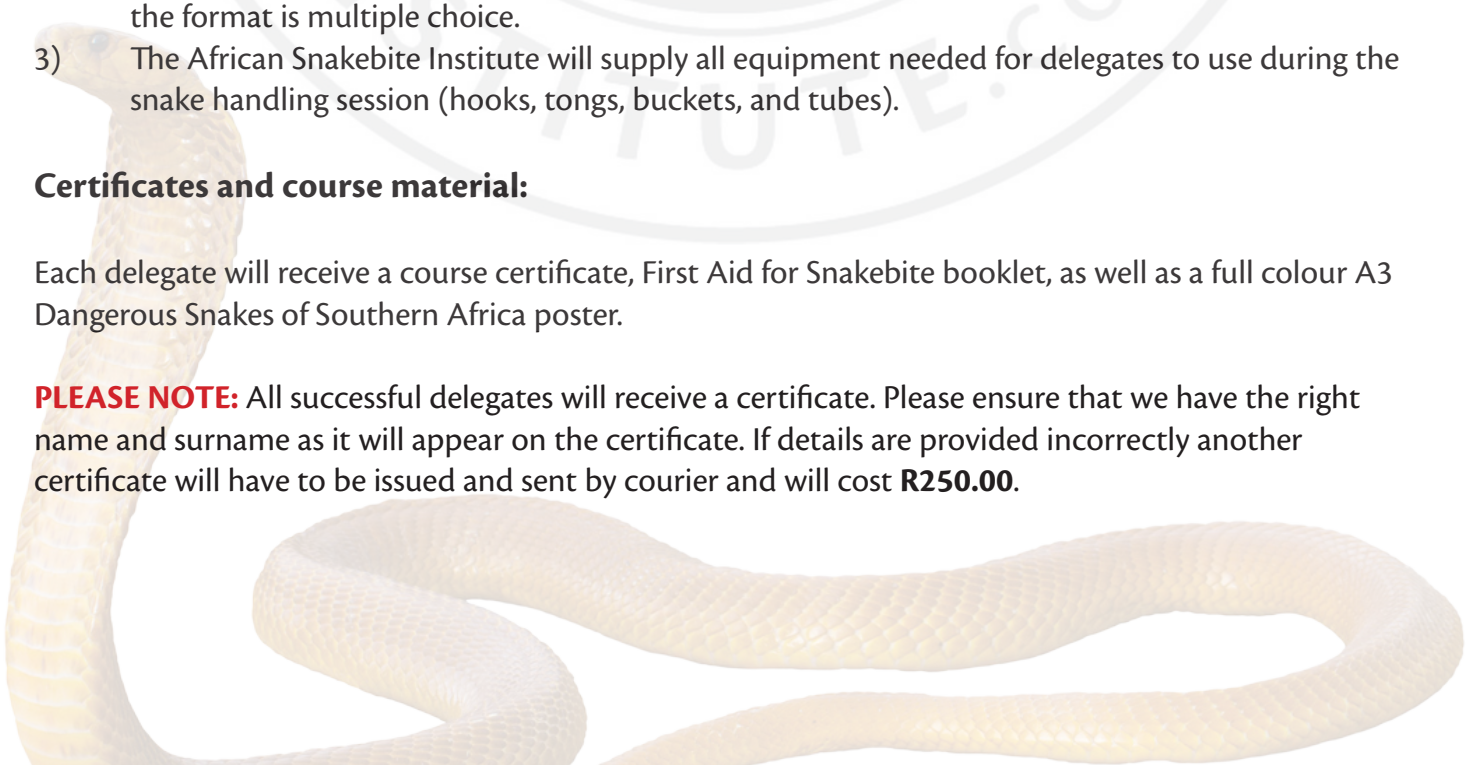 the format is multiple choice.
3) The African Snakebite Institute will supply all equipment needed for delegates to use during the
snake handling session (hooks, tongs, buckets, and tubes).
Certificates and course material:
Each delegate will receive a course certificate, First Aid for Snakebite booklet, as well as a full colour A3
Dangerous Snakes of Southern Africa poster.
PLEASE NOTE: All successful delegates will receive a certificate. Please ensure that we have the right
name and surname as it will appear on the certificate. If details are provided incorrectly another
certificate will have to be issued and sent by courier and will cost R250.00.